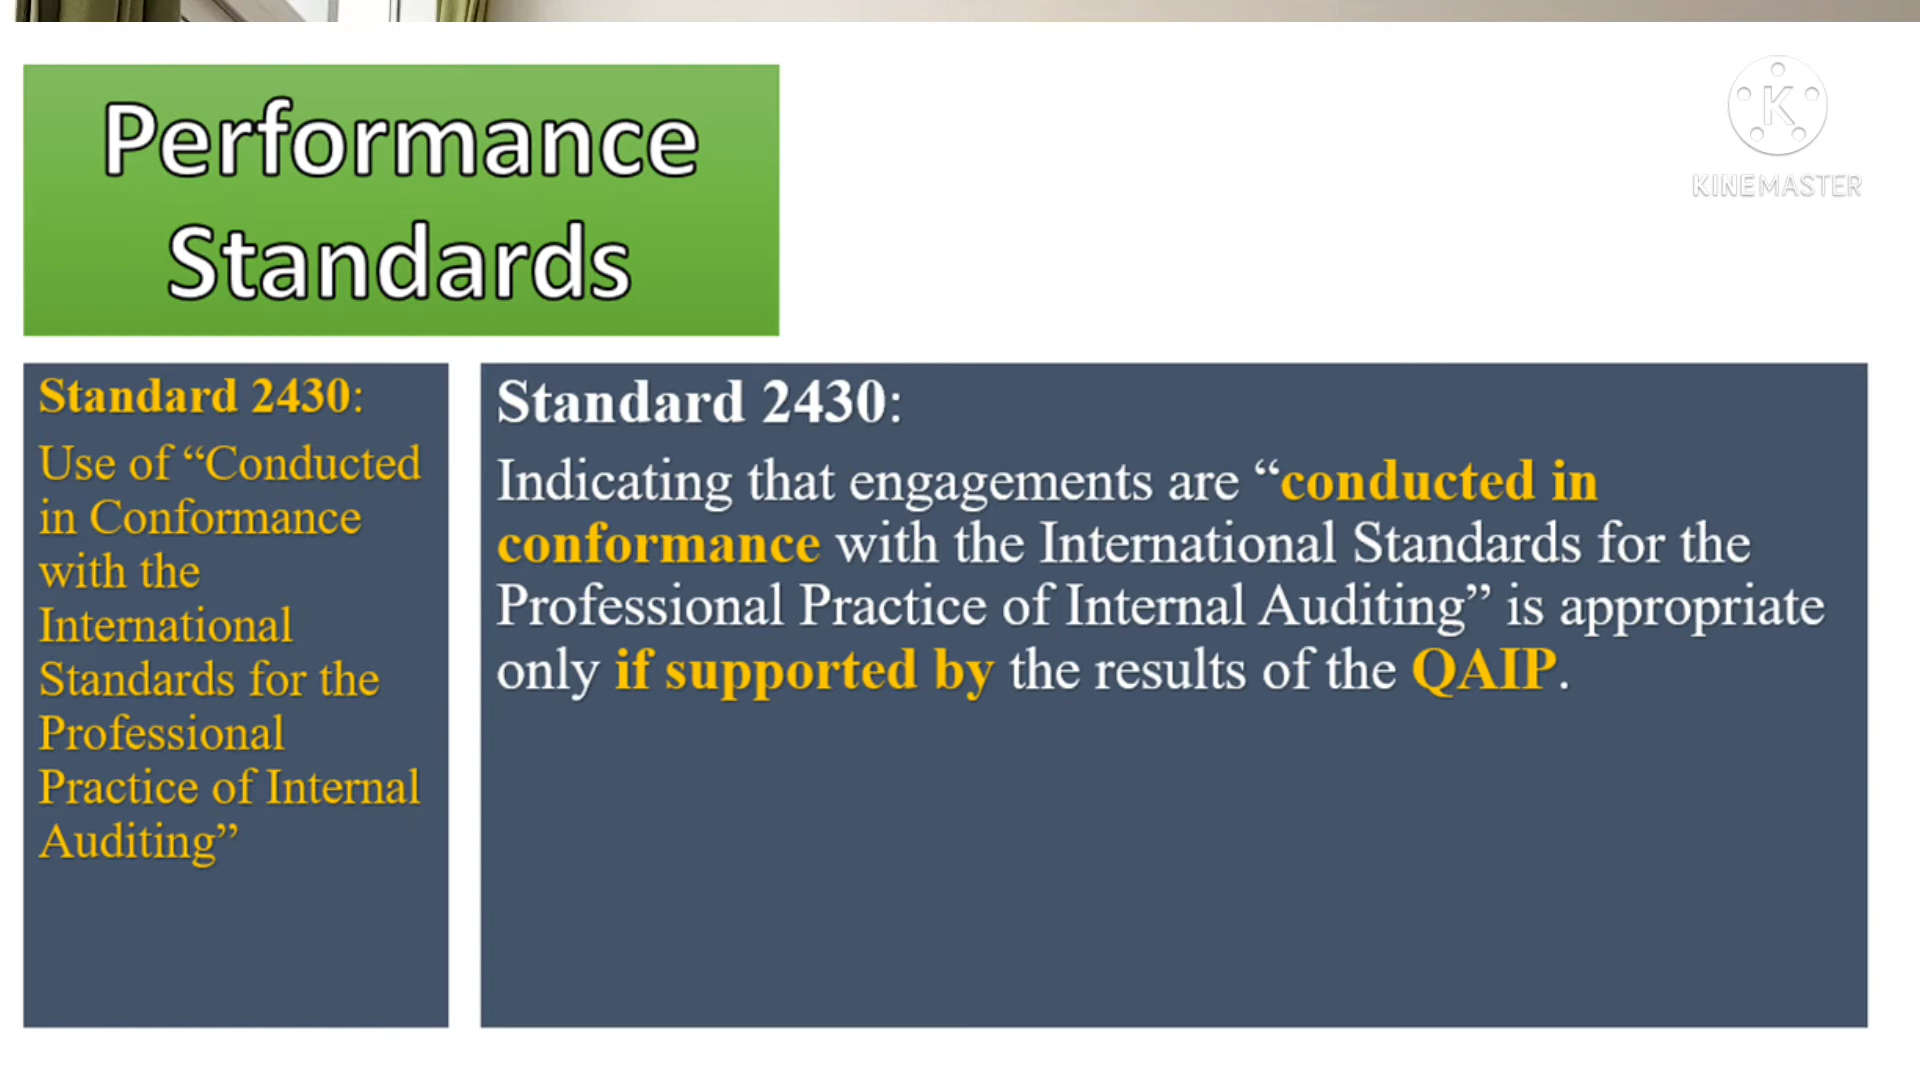 Performance
Standards
K
KINEMASTER
Standard 2430:
Use of “Conducted
in Conformance
with the
International
Standards for the
Professional
Practice of Internal
Auditing”
Standard 2430:
Indicating that engagements are “conducted in
conformance with the International Standards for the
Professional Practice of Internal Auditing” is appropriate
only if supported by the results of the QAIP.